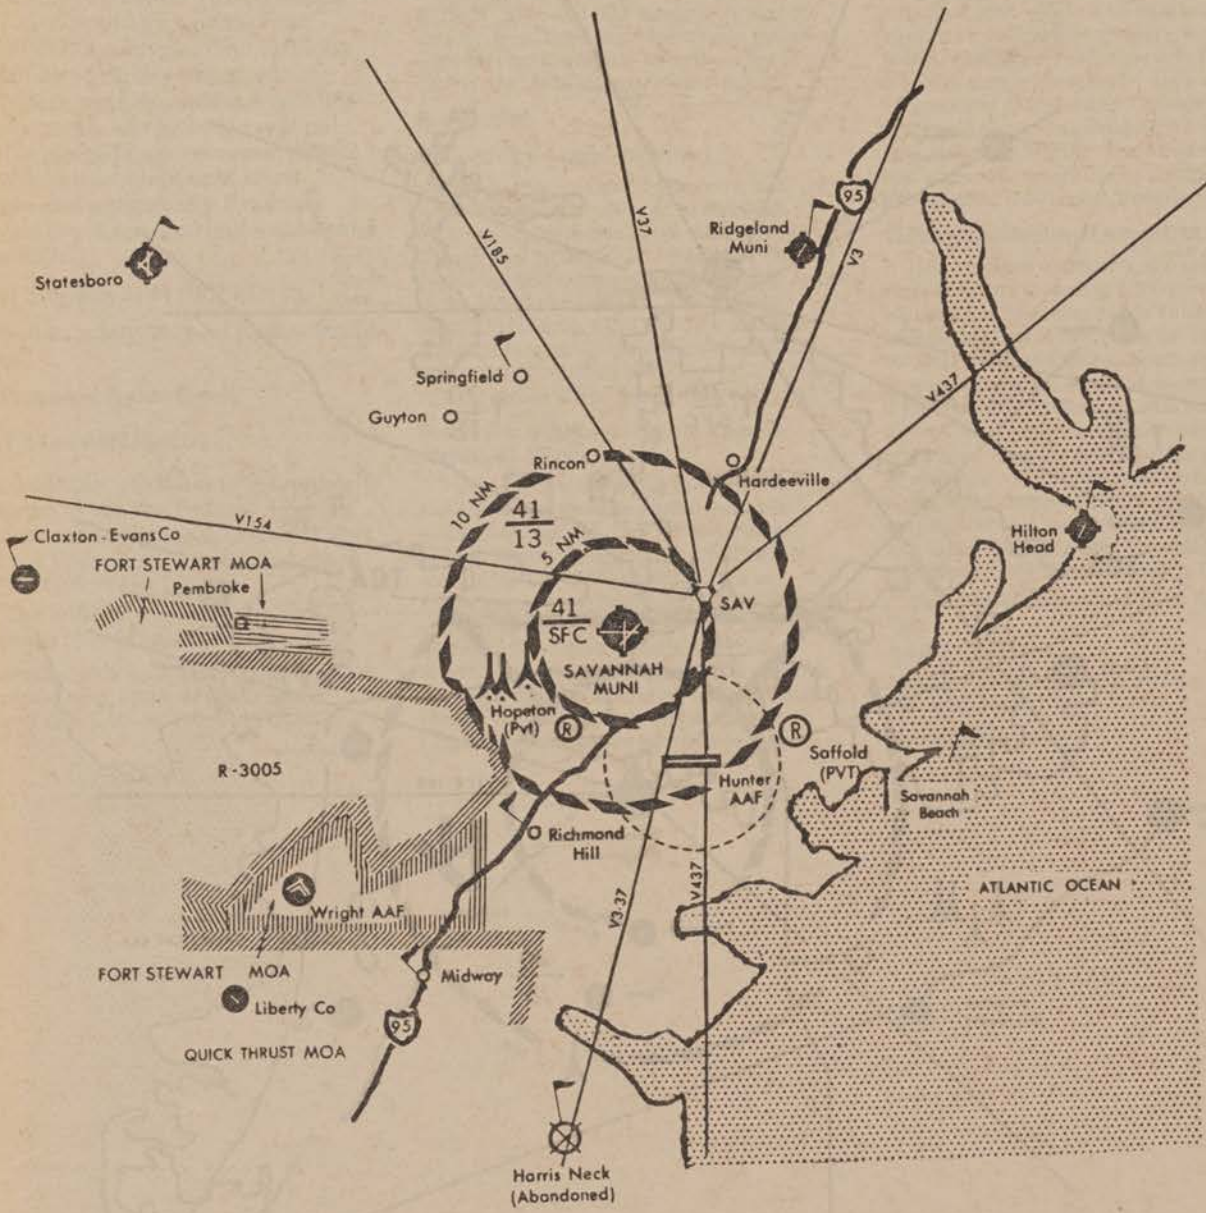 V185
V37
95
Ridgeland
Muni
V3
Statesboro
V437
Springfield
Guyton
Rincon
Hardeeville
10 NM
41
13
V154
5 NM
Claxton-Evans Co
FORT STEWART MOA
Pembroke
Hilton
Head
SAV
41
SFC
SAVANNAH
MUNI
Hopeton
(Pvt)
R
R
Saffold
(PVT)
R-3005
Hunter
AAF
Savannah
Beach
Richmond
Hill
ATLANTIC OCEAN
V3-37
V437
Wright AAF
FORT STEWART MOA
Midway
Liberty Co
95
QUICK THRUST MOA
Harris Neck
(Abandoned)